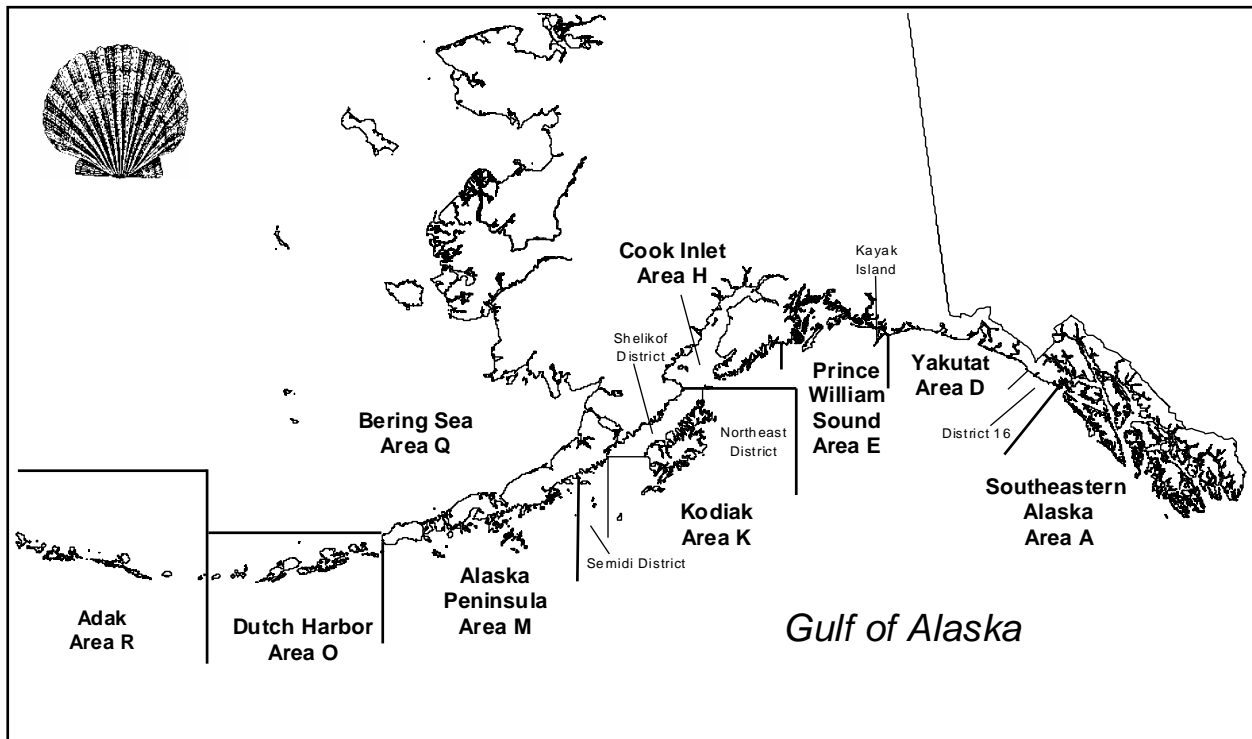 Cook Inlet
Area H
Kayak
Island
Shelikof
District
Prince
William
Sound
Area E
Yakutat
Area D
Bering Sea
Area Q
Northeast
District
District 16
Southeastern
Alaska
Area A
Kodiak
Area K
Semidi District
Alaska
Peninsula
Area M
Adak
Area R
Dutch Harbor
Area O
Gulf of Alaska